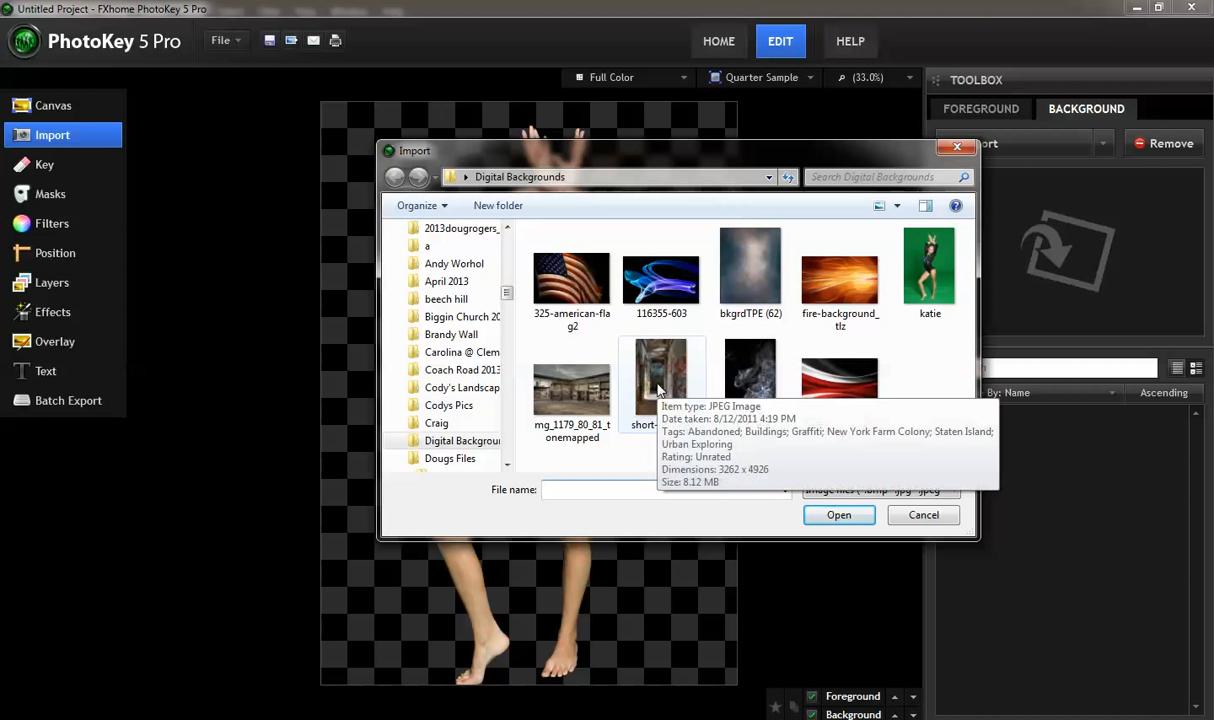 Untitled Project - FXhome PhotoKey 5 Pro
PhotoKey 5 Pro
File
HOME
EDIT
HELP
Full Color
Quarter Sample
(33.0%)
TOOLBOX
FOREGROUND
BACKGROUND
Remove
Canvas
Import
Key
Masks
Filters
Position
Layers
Effects
Overlay
Text
Batch Export
Import
Digital Backgrounds
Search Digital Backgrounds
Organize
New folder
2013dougrogers_
a
Andy Warhol
April 2013
beech hill
Biggin Church 20
Brandy Wall
Carolina @ Clem
Coach Road 2013
Cody's Landscap
Codys Pics
Craig
Digital Backgroun
Dougs Files
325-american-fla
g2
116355-603
bkgrdTPE (62)
fire-background_
tlz
katie
mg_1179_80_81_t
onemapped
short-
Item type: JPEG Image
Date taken: 8/12/2011 4:19 PM
Tags: Abandoned; Buildings; Graffiti; New York Farm Colony; Staten Island;
Urban Exploring
Rating: Unrated
Dimensions: 3262 x 4926
Size: 8.12 MB
File name:
Open
Cancel
By: Name
Ascending
Foreground
Background